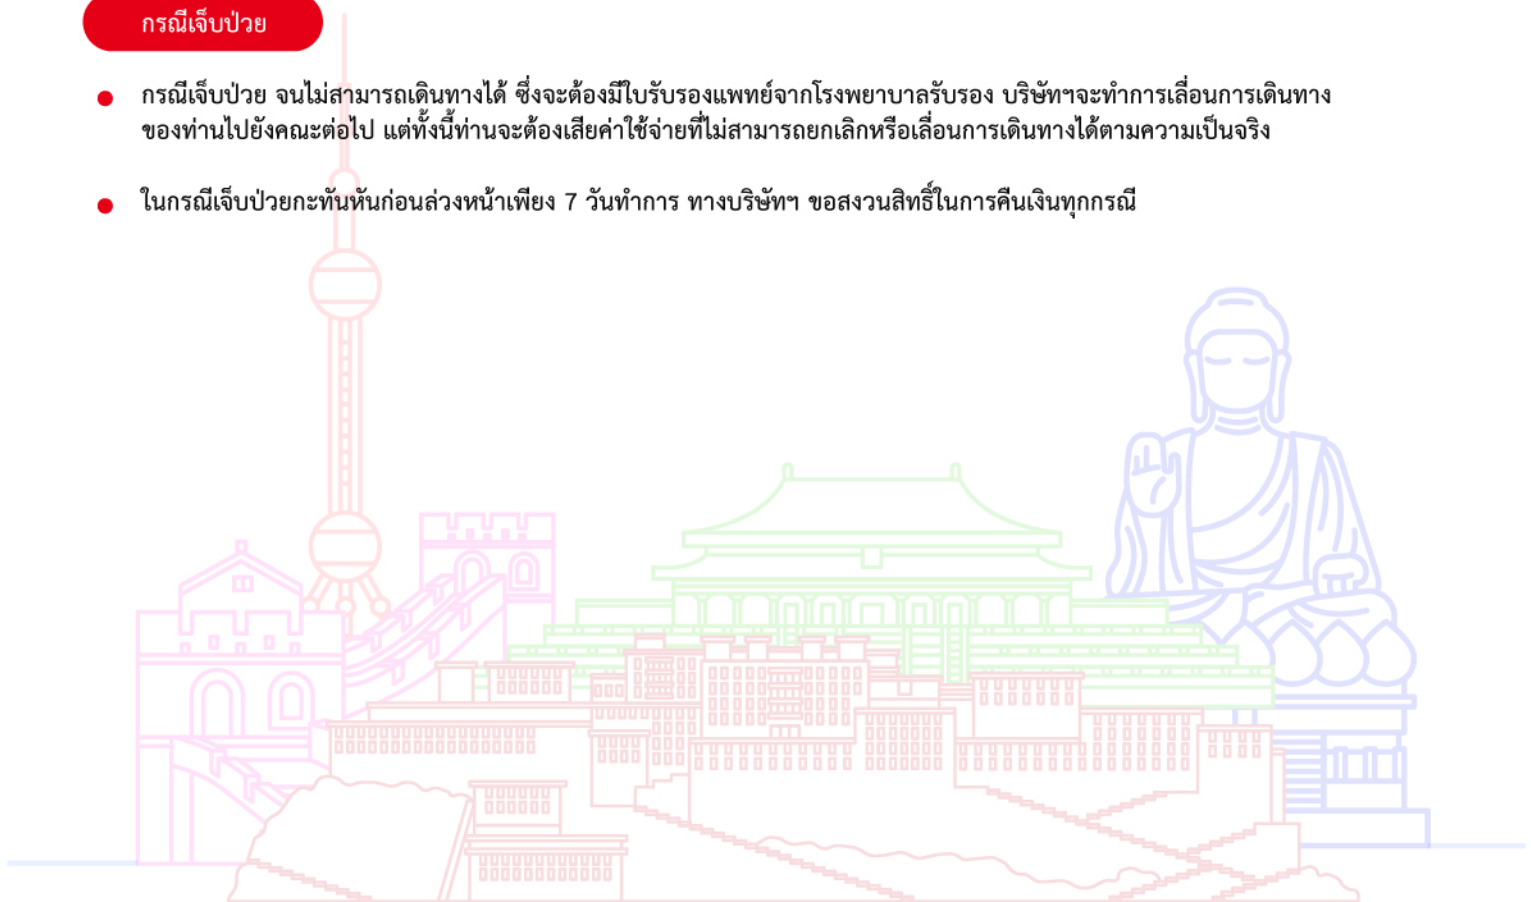 กรณีเจ็บป่วย
กรณีเจ็บป่วย จนไม่สามารถเดินทางได้ ซึ่งจะต้องมีใบรับรองแพทย์จากโรงพยาบาลรับรอง บริษัทฯจะทำการเลื่อนการเดินทาง
ของท่านไปยังคณะต่อไป แต่ทั้งนี้ท่านจะต้องเสียค่าใช้จ่ายที่ไม่สามารถยกเลิกหรือเลื่อนการเดินทางได้ตามความเป็นจริง
ในกรณีเจ็บป่วยกะทันหันก่อนล่วงหน้าเพียง 7 วันทำการ ทางบริษัทฯ ขอสงวนสิทธิ์ในการคืนเงินทุกกรณี